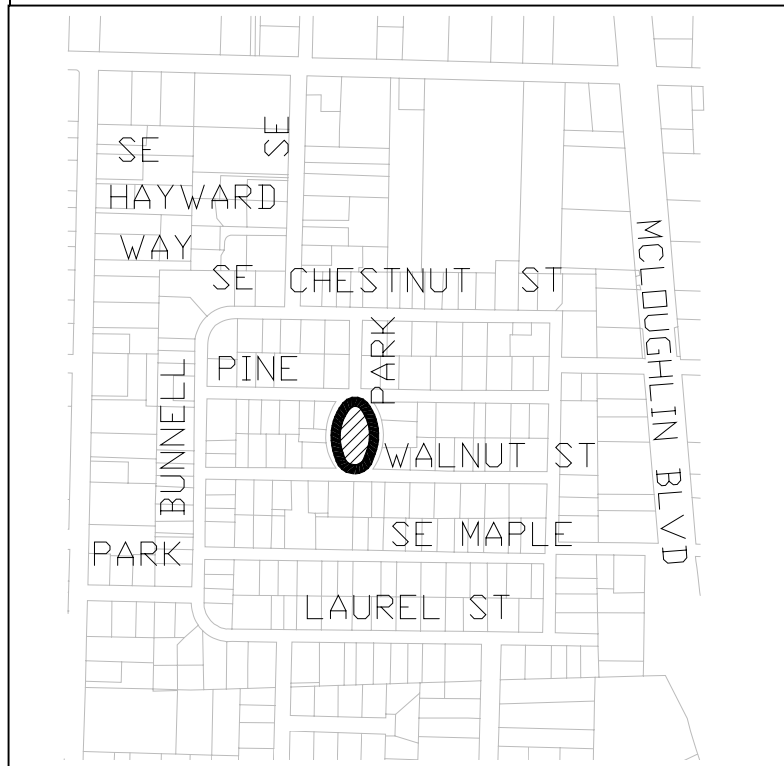 SE
SE
HAYWARD
WAY
SE CHESTNUT ST
MCLOUGHLIN BLVD
PARK
PINE
BUNNELL
WALNUT ST
SE MAPLE
PARK
LAUREL ST